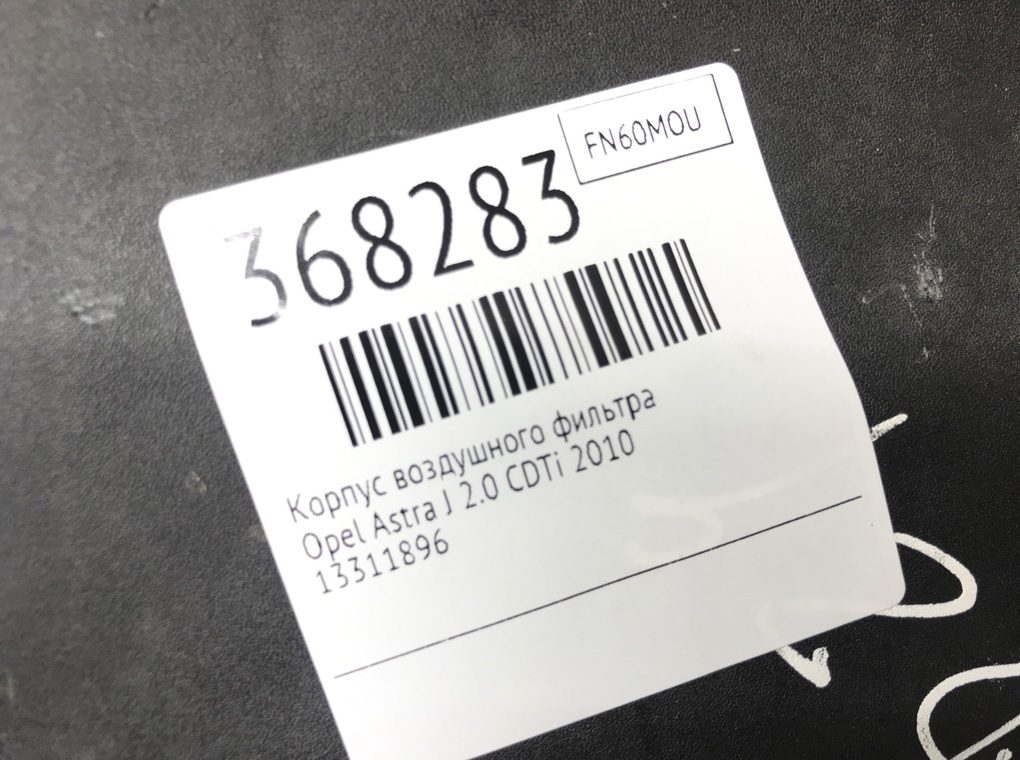 FN60MOU
368283
Корпус воздушного фильтра
Opel Astra J 2.0 CDTi 2010
13311896